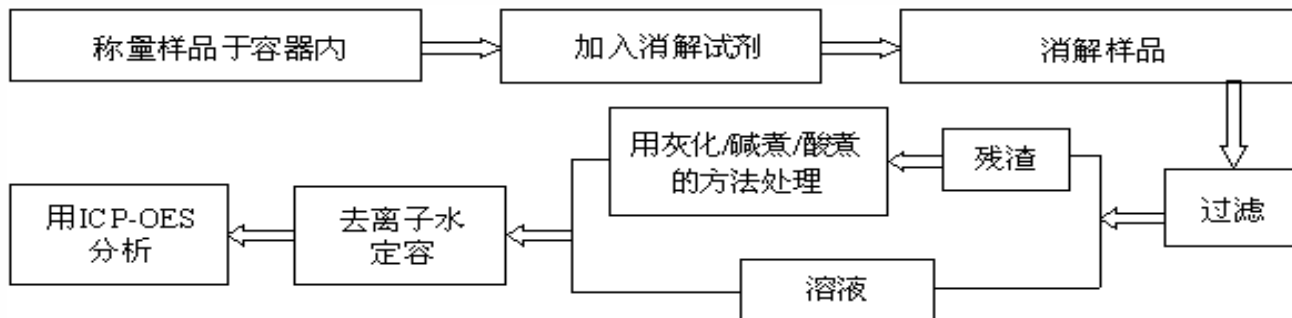 称量样品于容器内
加入消解试剂
消解样品
过滤
残渣
用灰化/碱煮/酸煮
的方法处理
溶液
去离子水
定容
用ICP-OES
分析